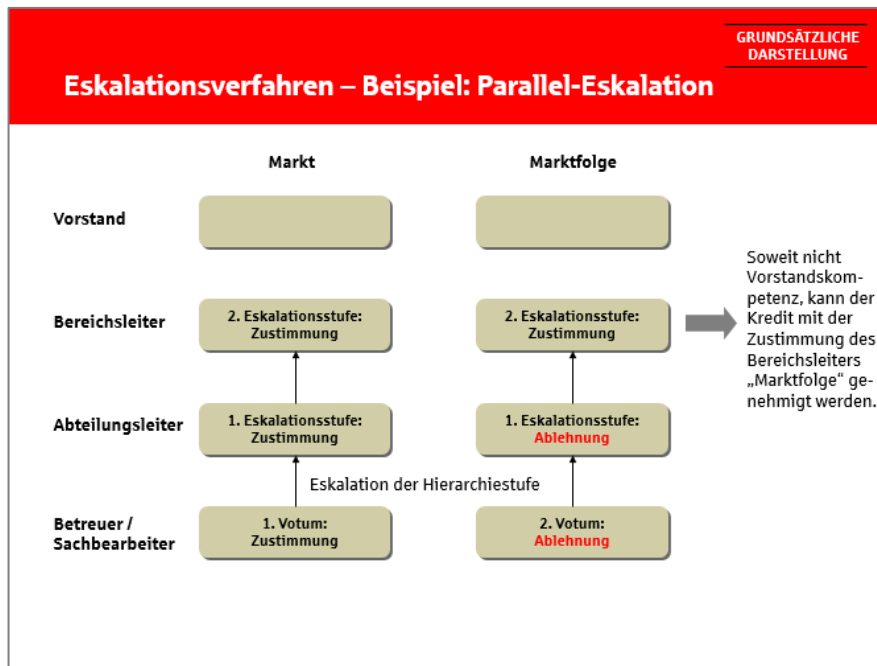 GRUNDSÄTZLICHE
DARSTELLUNG
Eskalationsverfahren – Beispiel: Parallel-Eskalation
Markt
Marktfolge
Vorstand
Bereichsleiter
2. Eskalationsstufe:
Zustimmung
2. Eskalationsstufe:
Zustimmung
Soweit nicht
Vorstandskom-
petenz, kann der
Kredit mit der
Zustimmung des
Bereichsleiters
„Marktfolge“ ge-
nehmigt werden.
Abteilungsleiter
1. Eskalationsstufe:
Zustimmung
1. Eskalationsstufe:
Ablehnung
Eskalation der Hierarchiestufe
Betreuer /
Sachbearbeiter
1. Votum:
Zustimmung
2. Votum:
Ablehnung